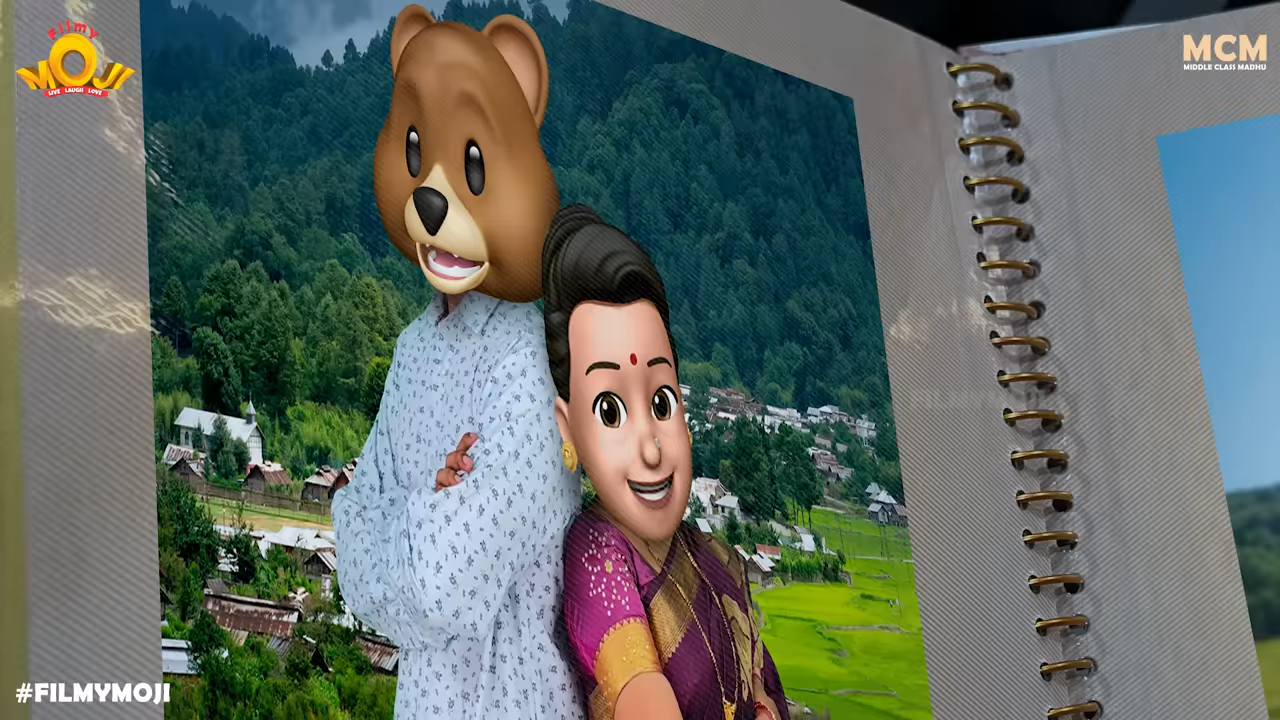 Filmy
MOJI
LIVE LAUGH LOVE
MCM
MIDDLE CLASS MADHU
#FILMYMOJI